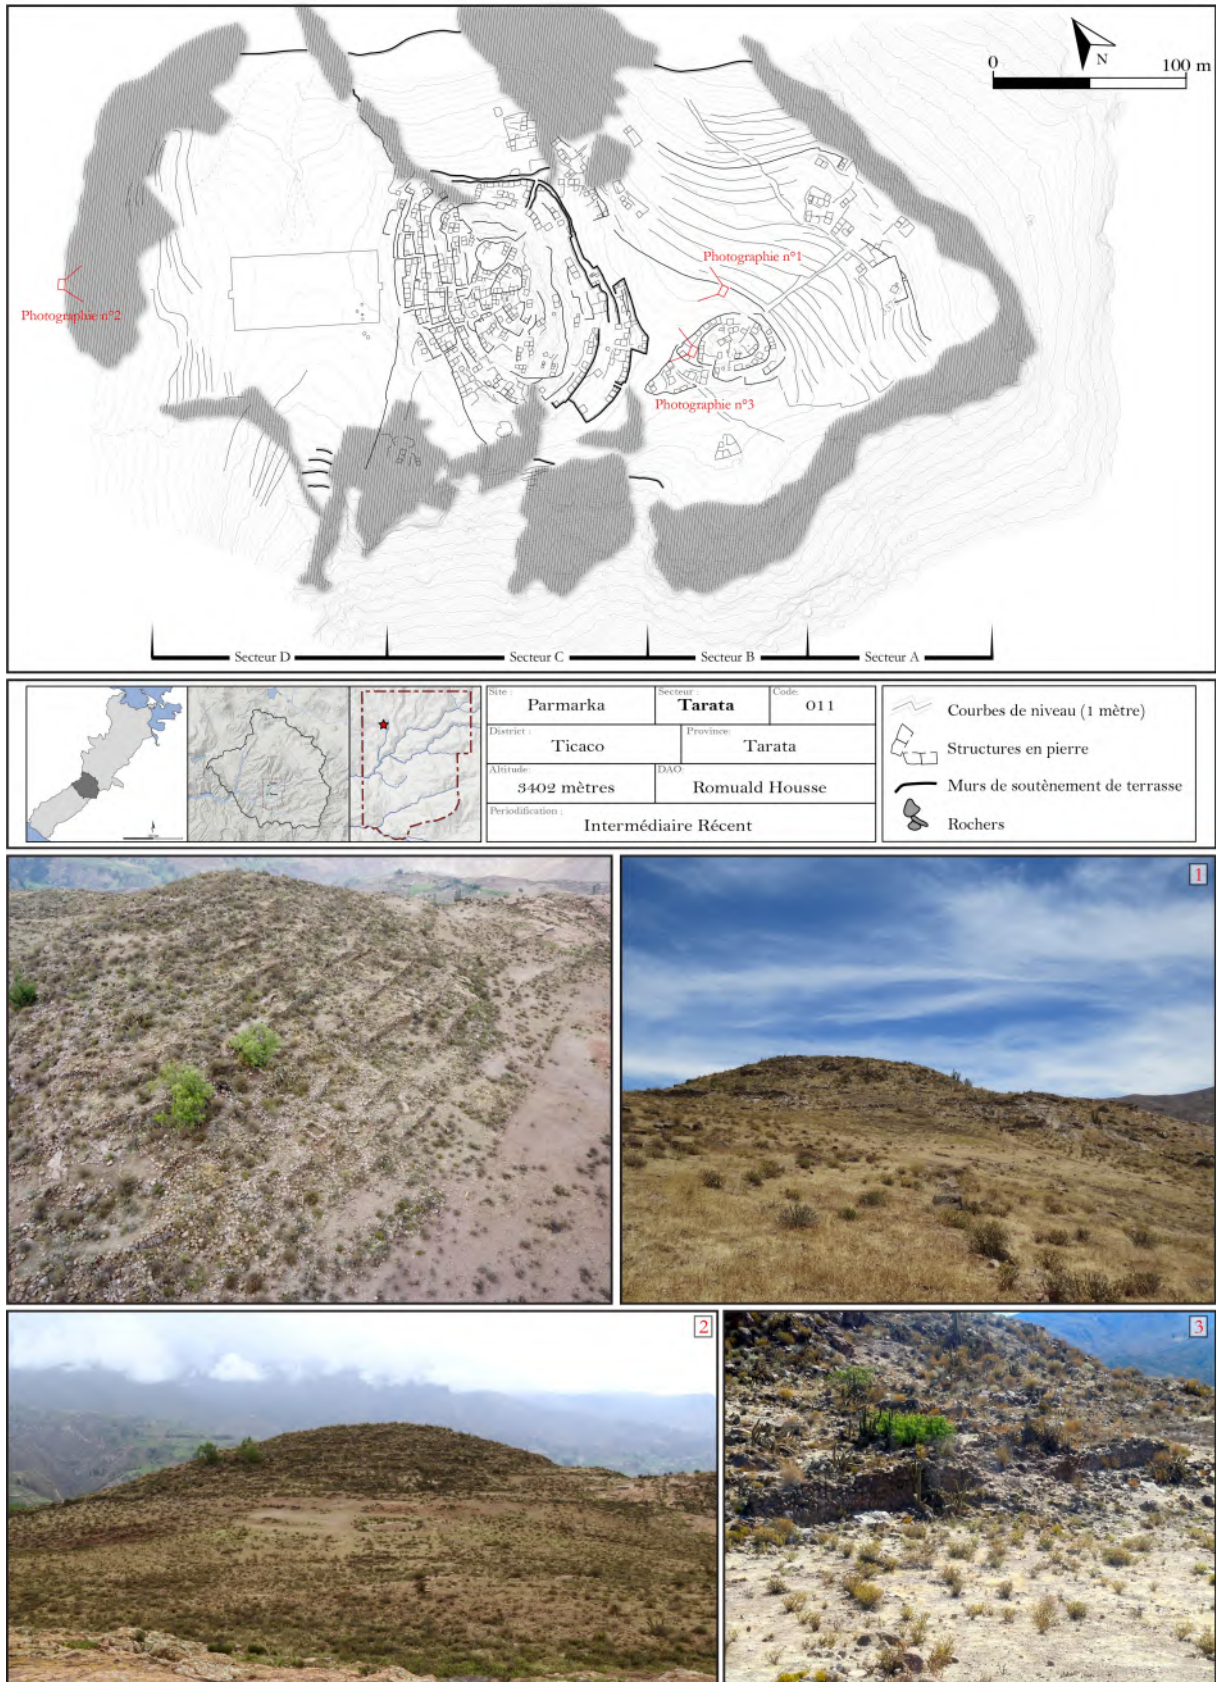 N
0
100 m
Photographie n°1
Photographie n°2
Photographie n°3
Secteur D
Secteur C
Secteur B
Secteur A
Site :
Parmarka
Secteur :
Tarata
Code:
011
District :
Ticaco
Province:
Tarata
Altitude:
3402 mètres
DAO:
Romuald Housse
Periodification :
Intermédiaire Récent
Courbes de niveau (1 mètre)
Structures en pierre
Murs de soutènement de terrasse
Rochers
1
2
3